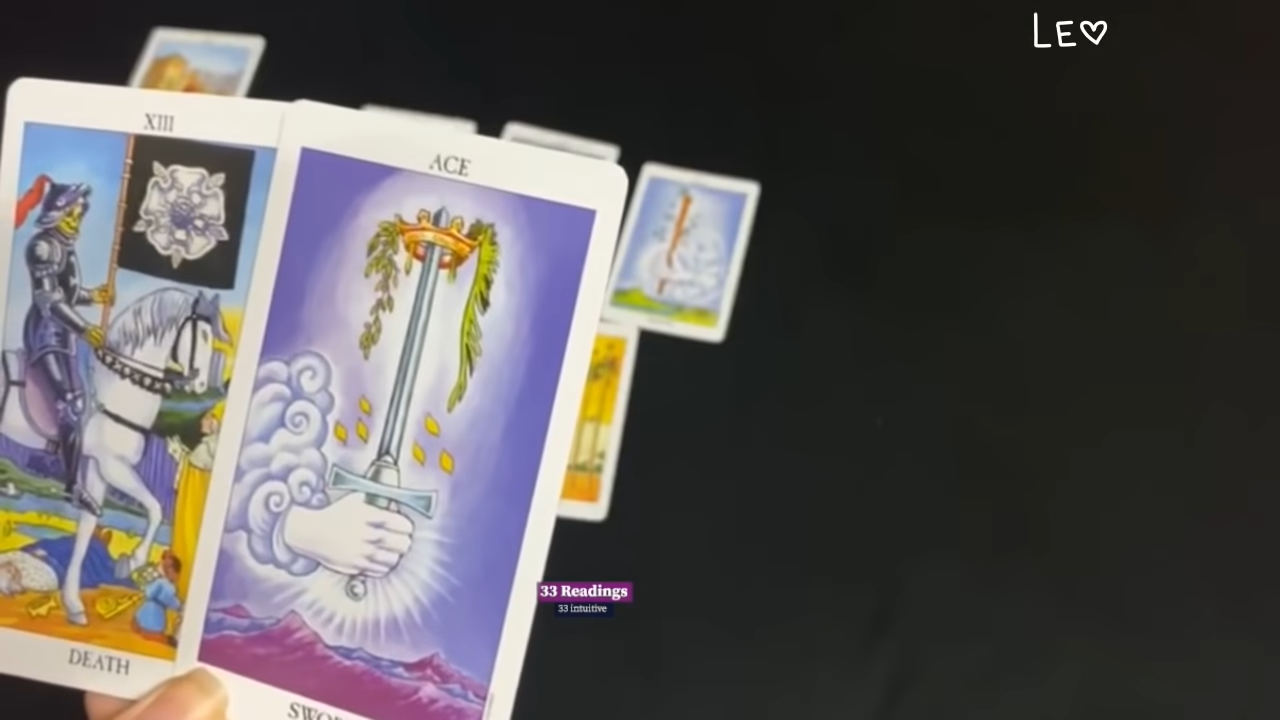 LE♡
XIII
ACE
33 Readings
33 intuitive
DEATH